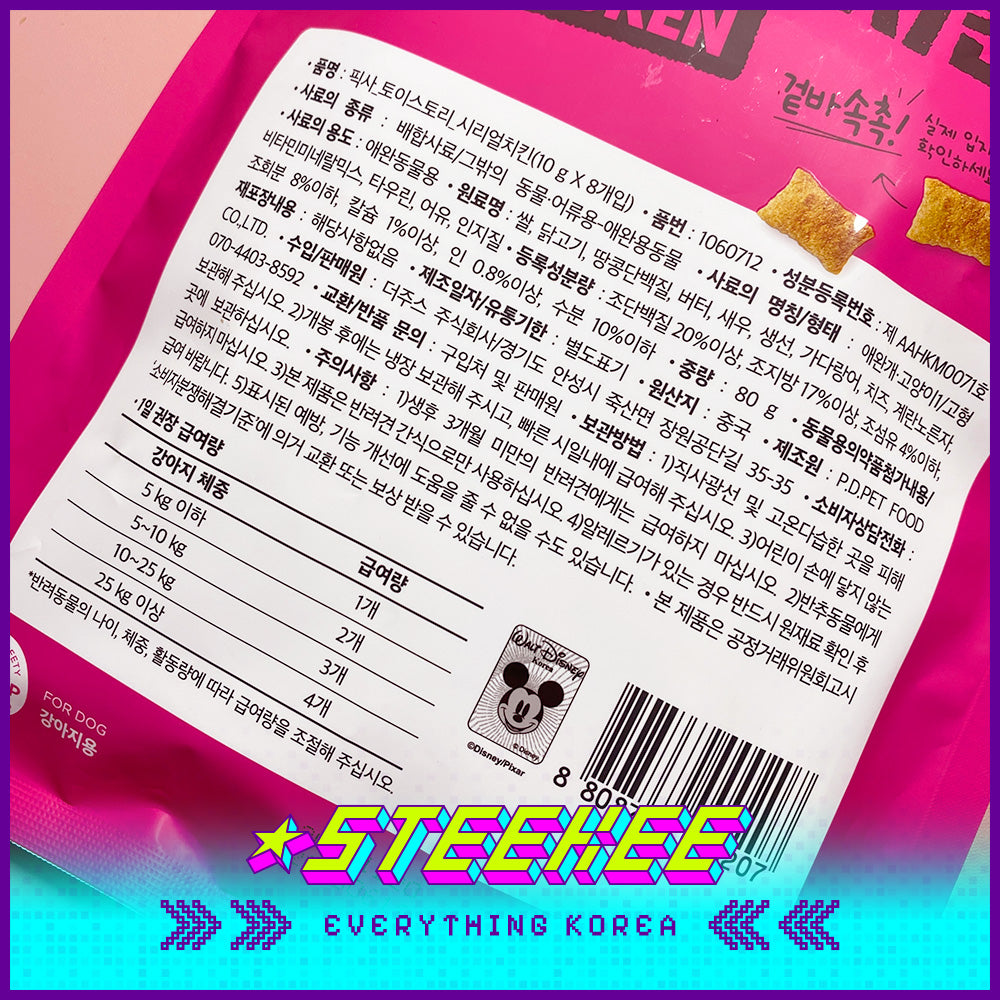 KEN
겉바속촉!
실제 입자
확인하세요
·품명 : 픽사 토이스토리 시리얼치킨(10 g X 8개입) · 품번 : 1060712 · 성분등록번호 : 제 AAHKM0071호
·사료의 종류 : 배합사료/그밖의 동물·어류용-애완용동물 · 사료의 명칭/형태 : 애완개·고양이1/고형
·사료의 용도 : 애완동물용 · 원료명 : 쌀, 닭고기, 땅콩단백질, 버터, 새우, 생선, 가다랑어, 치즈, 계란노른자,
비타민미네랄믹스, 타우린, 어유, 인지질 · 등록성분량 : 조단백질 20%이상, 조지방 17%이상, 조섬유 4%이하,
조회분 8%이하, 칼슘 1%이상, 인 0.8%이상, 수분 10%이하 · 중량 : 80 g · 동물용의약품첨가내용/
재포장내용 : 해당사항없음 · 제조일자/유통기한 : 별도표기 · 원산지 : 중국 · 제조원 : P.D.PET FOOD
CO.,LTD. · 수입/판매원 : 더쥬스 주식회사/경기도 안성시 죽산면 장원공단길 35-35 · 소비자상담전화 :
070-4403-8592 · 교환/반품 문의 : 구입처 및 판매원 · 보관방법 : 1)직사광선 및 고온다습한 곳을 피해
보관해 주십시오 2)개봉 후에는 냉장 보관해 주시고, 빠른 시일내에 급여해 주십시오. 3)어린이 손에 닿지 않는
곳에 보관하십시오 · 주의사항 : 1)생후 3개월 미만의 반려견에게는 급여하지 마십시오. 2)반추동물에게
급여하지 마십시오. 3)본 제품은 반려견 간식으로만 사용하십시오 4)알레르기가 있는 경우 반드시 원재료 확인 후
급여 바랍니다. 5)표시된 예방, 기능 개선에 도움을 줄 수 없을 수도 있습니다. · 본 제품은 공정거래위원회고시
소비자분쟁해결기준에 의거 교환 또는 보상 받을 수 있습니다.
·1일 권장 급여량
강아지 체중 급여량
5 kg 이하 1개
5~10 kg 2개
10~25 kg 3개
25 kg 이상 4개
*반려동물의 나이, 체중, 활동량에 따라 급여량을 조절해 주십시오.
FOR DOG
강아지용
WALT DISNEY
Korea
©Disney
©Disney/Pixar
STEEKEE
EVERYTHING KOREA